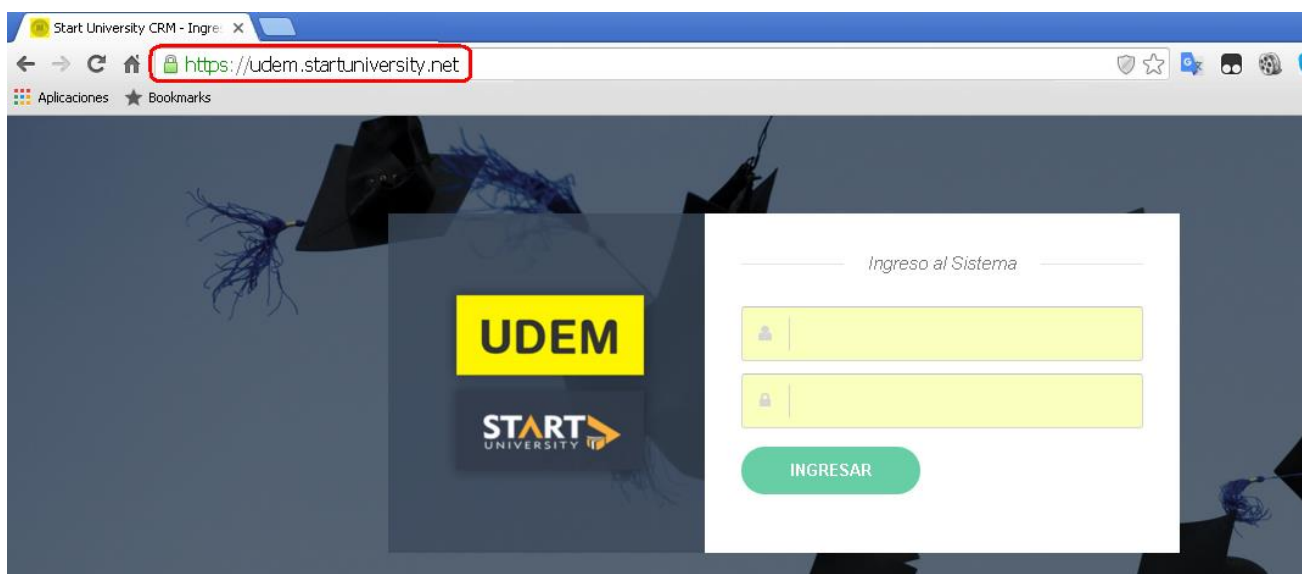 Start University CRM - Ingre
https://udem.startuniversity.net
Aplicaciones Bookmarks
Ingreso al Sistema
UDEM
START
UNIVERSITY
INGRESAR